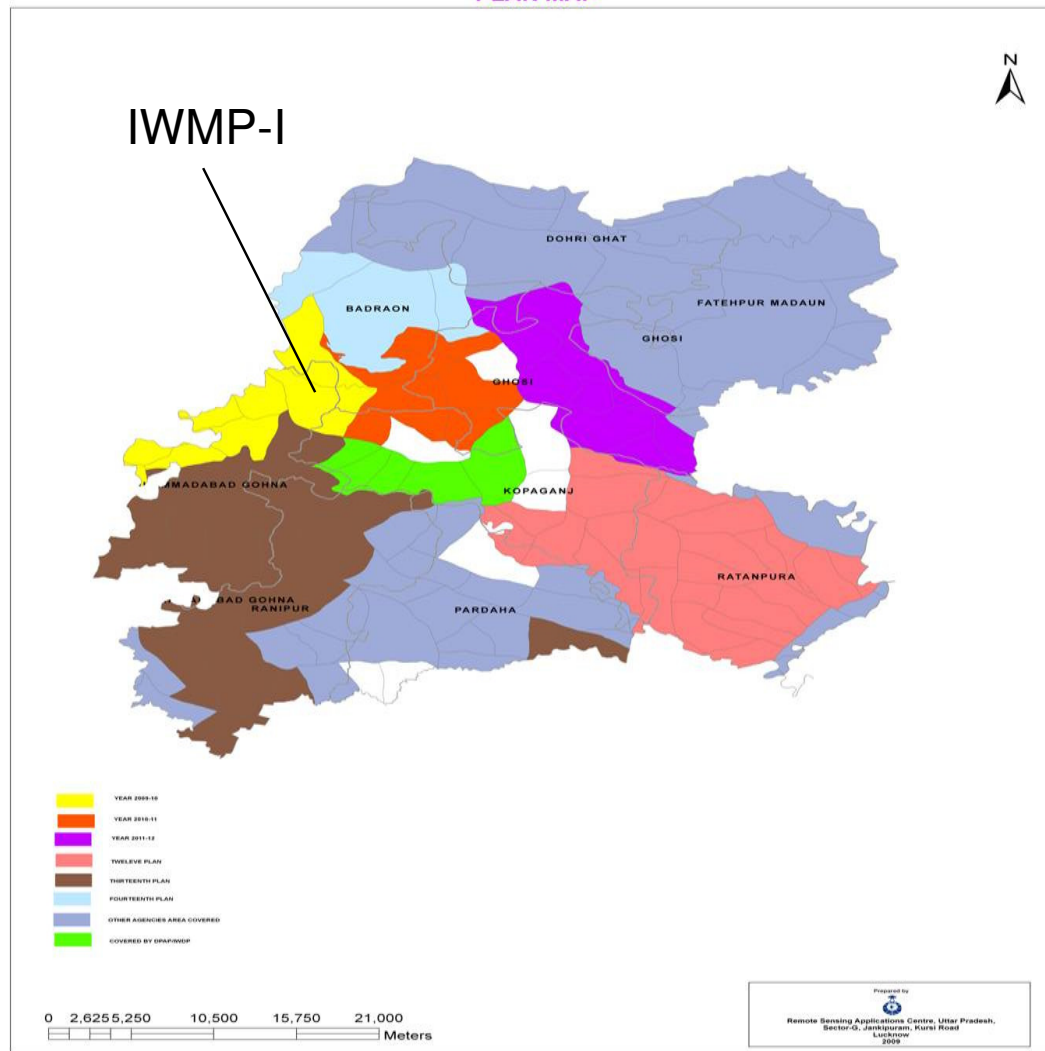 N
IWMP-I
DOHRI GHAT
FATEHPUR MADAUN
BADRAON
GHOSI
GHOSI
MMADABAD GOHNA
KOPAGANJ
RATANPURA
BAD GOHNA
RANIPUR
PARDAHA
YEAR 2009-10
YEAR 2010-11
YEAR 2011-12
TWELEVE PLAN
THIRTEENTH PLAN
FOURTEENTH PLAN
OTHER AGENCIES AREA COVERED
COVERED BY DPAP/IWDP
0 2,625 5,250 10,500 15,750 21,000
Meters
Prepared by
Remote Sensing Applications Centre, Uttar Pradesh,
Sector-G, Jankipuram, Kursi Road
Lucknow
2009